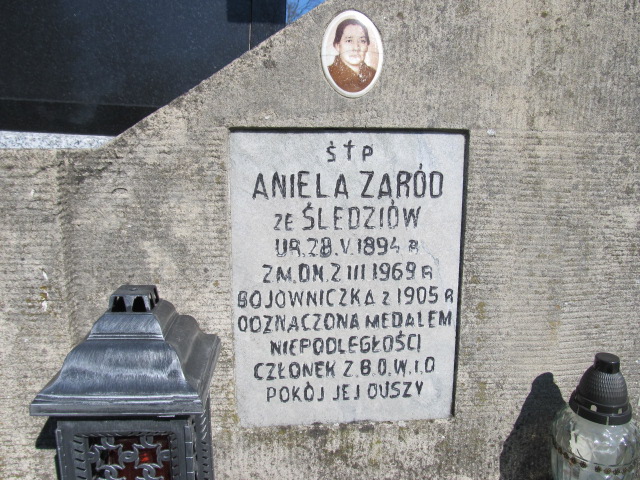 Ś✝P
ANIELA ZARÓD
ZE ŚLEDZIÓW
UR. 28. V. 1894 R
ZM. DN. 2 III 1969 R
BOJOWNICZKA Z 1905 R
ODZNACZONA MEDALEM
NIEPODLEGŁOŚCI
CZŁONEK Z.B.O.W.I.D
POKÓJ JEJ DUSZY